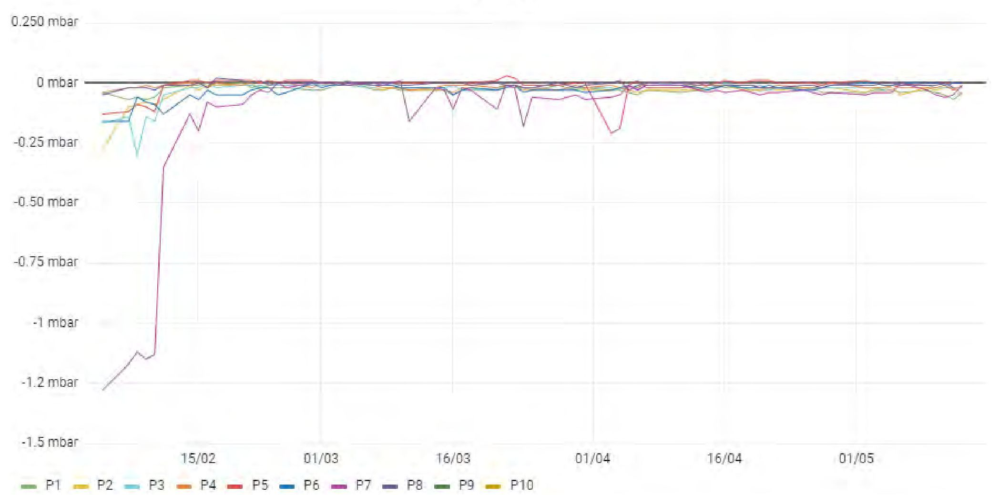 0.250 mbar
0 mbar
-0.25 mbar
-0.50 mbar
-0.75 mbar
-1 mbar
-1.2 mbar
-1.5 mbar
15/02 01/03 16/03 01/04 16/04 01/05
P1 P2 P3 P4 P5 P6 P7 P8 P9 P10